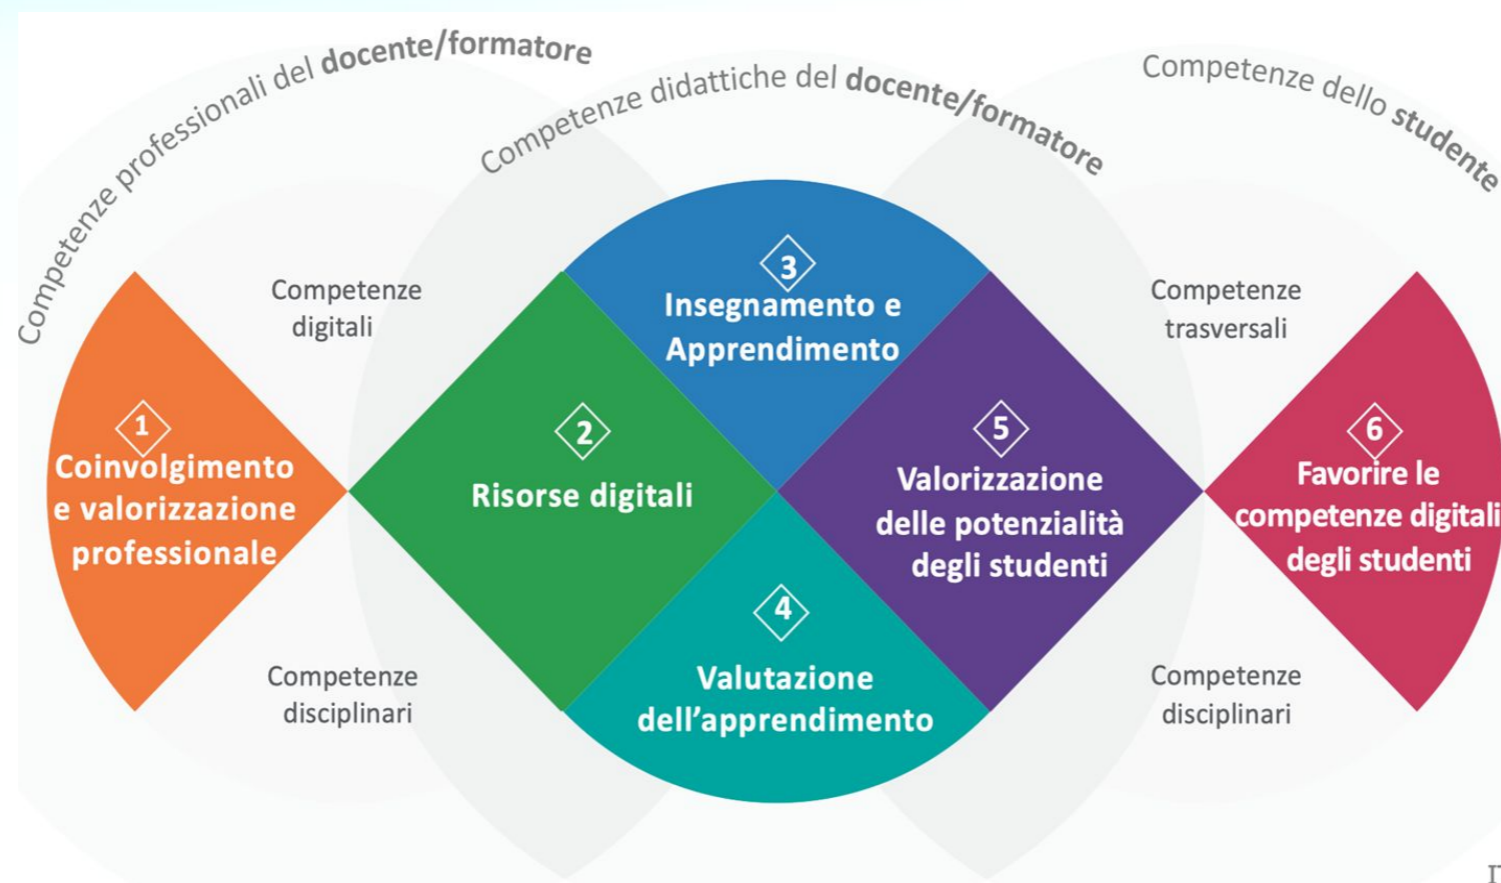 Competenze professionali del docente/formatore
Competenze didattiche del docente/formatore
Competenze dello studente
Competenze
digitali
Competenze
trasversali
1
Coinvolgimento
e valorizzazione
professionale
2
Risorse digitali
3
Insegnamento e
Apprendimento
4
Valutazione
dell’apprendimento
5
Valorizzazione
delle potenzialità
degli studenti
6
Favorire le
competenze digitali
degli studenti
Competenze
disciplinari
Competenze
disciplinari